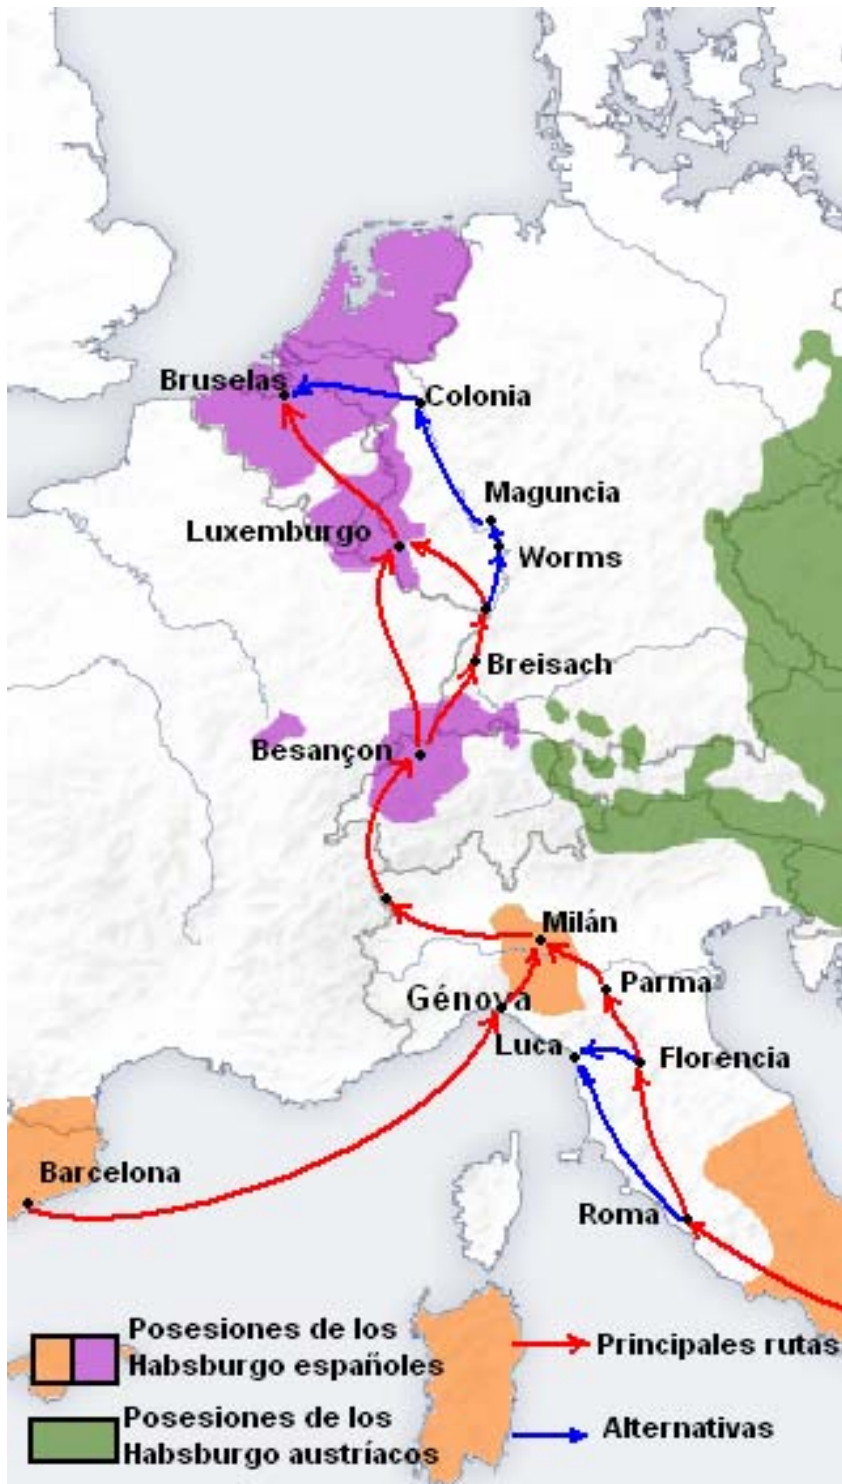 Bruselas
Colonia
Maguncia
Luxemburgo
Worms
Breisach
Besançon
Milán
Parma
Génova
Luca
Florencia
Barcelona
Roma
Posesiones de los
Habsburgo españoles
Principales rutas
Posesiones de los
Habsburgo austríacos
Alternativas